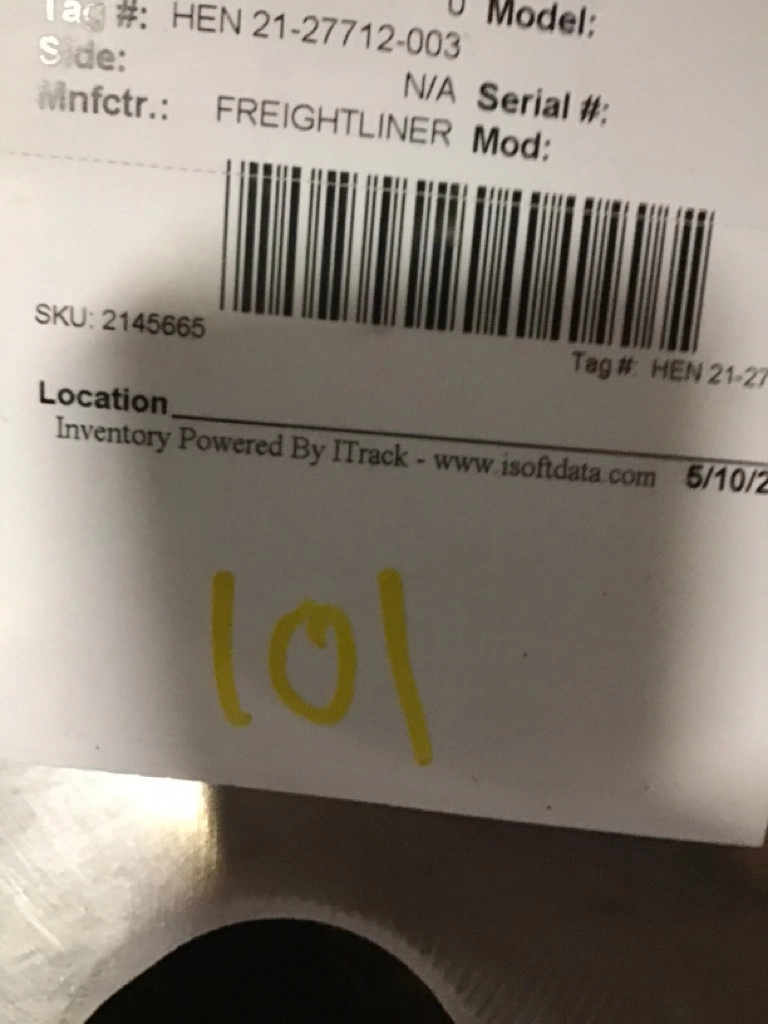 Tag #: HEN 21-27712-003
0 Model:
Side:
N/A Serial #:
Mnfctr.: FREIGHTLINER Mod:
SKU: 2145665
Tag #: HEN 21-27
Location
Inventory Powered By ITrack - www.isoftdata.com 5/10/2
101